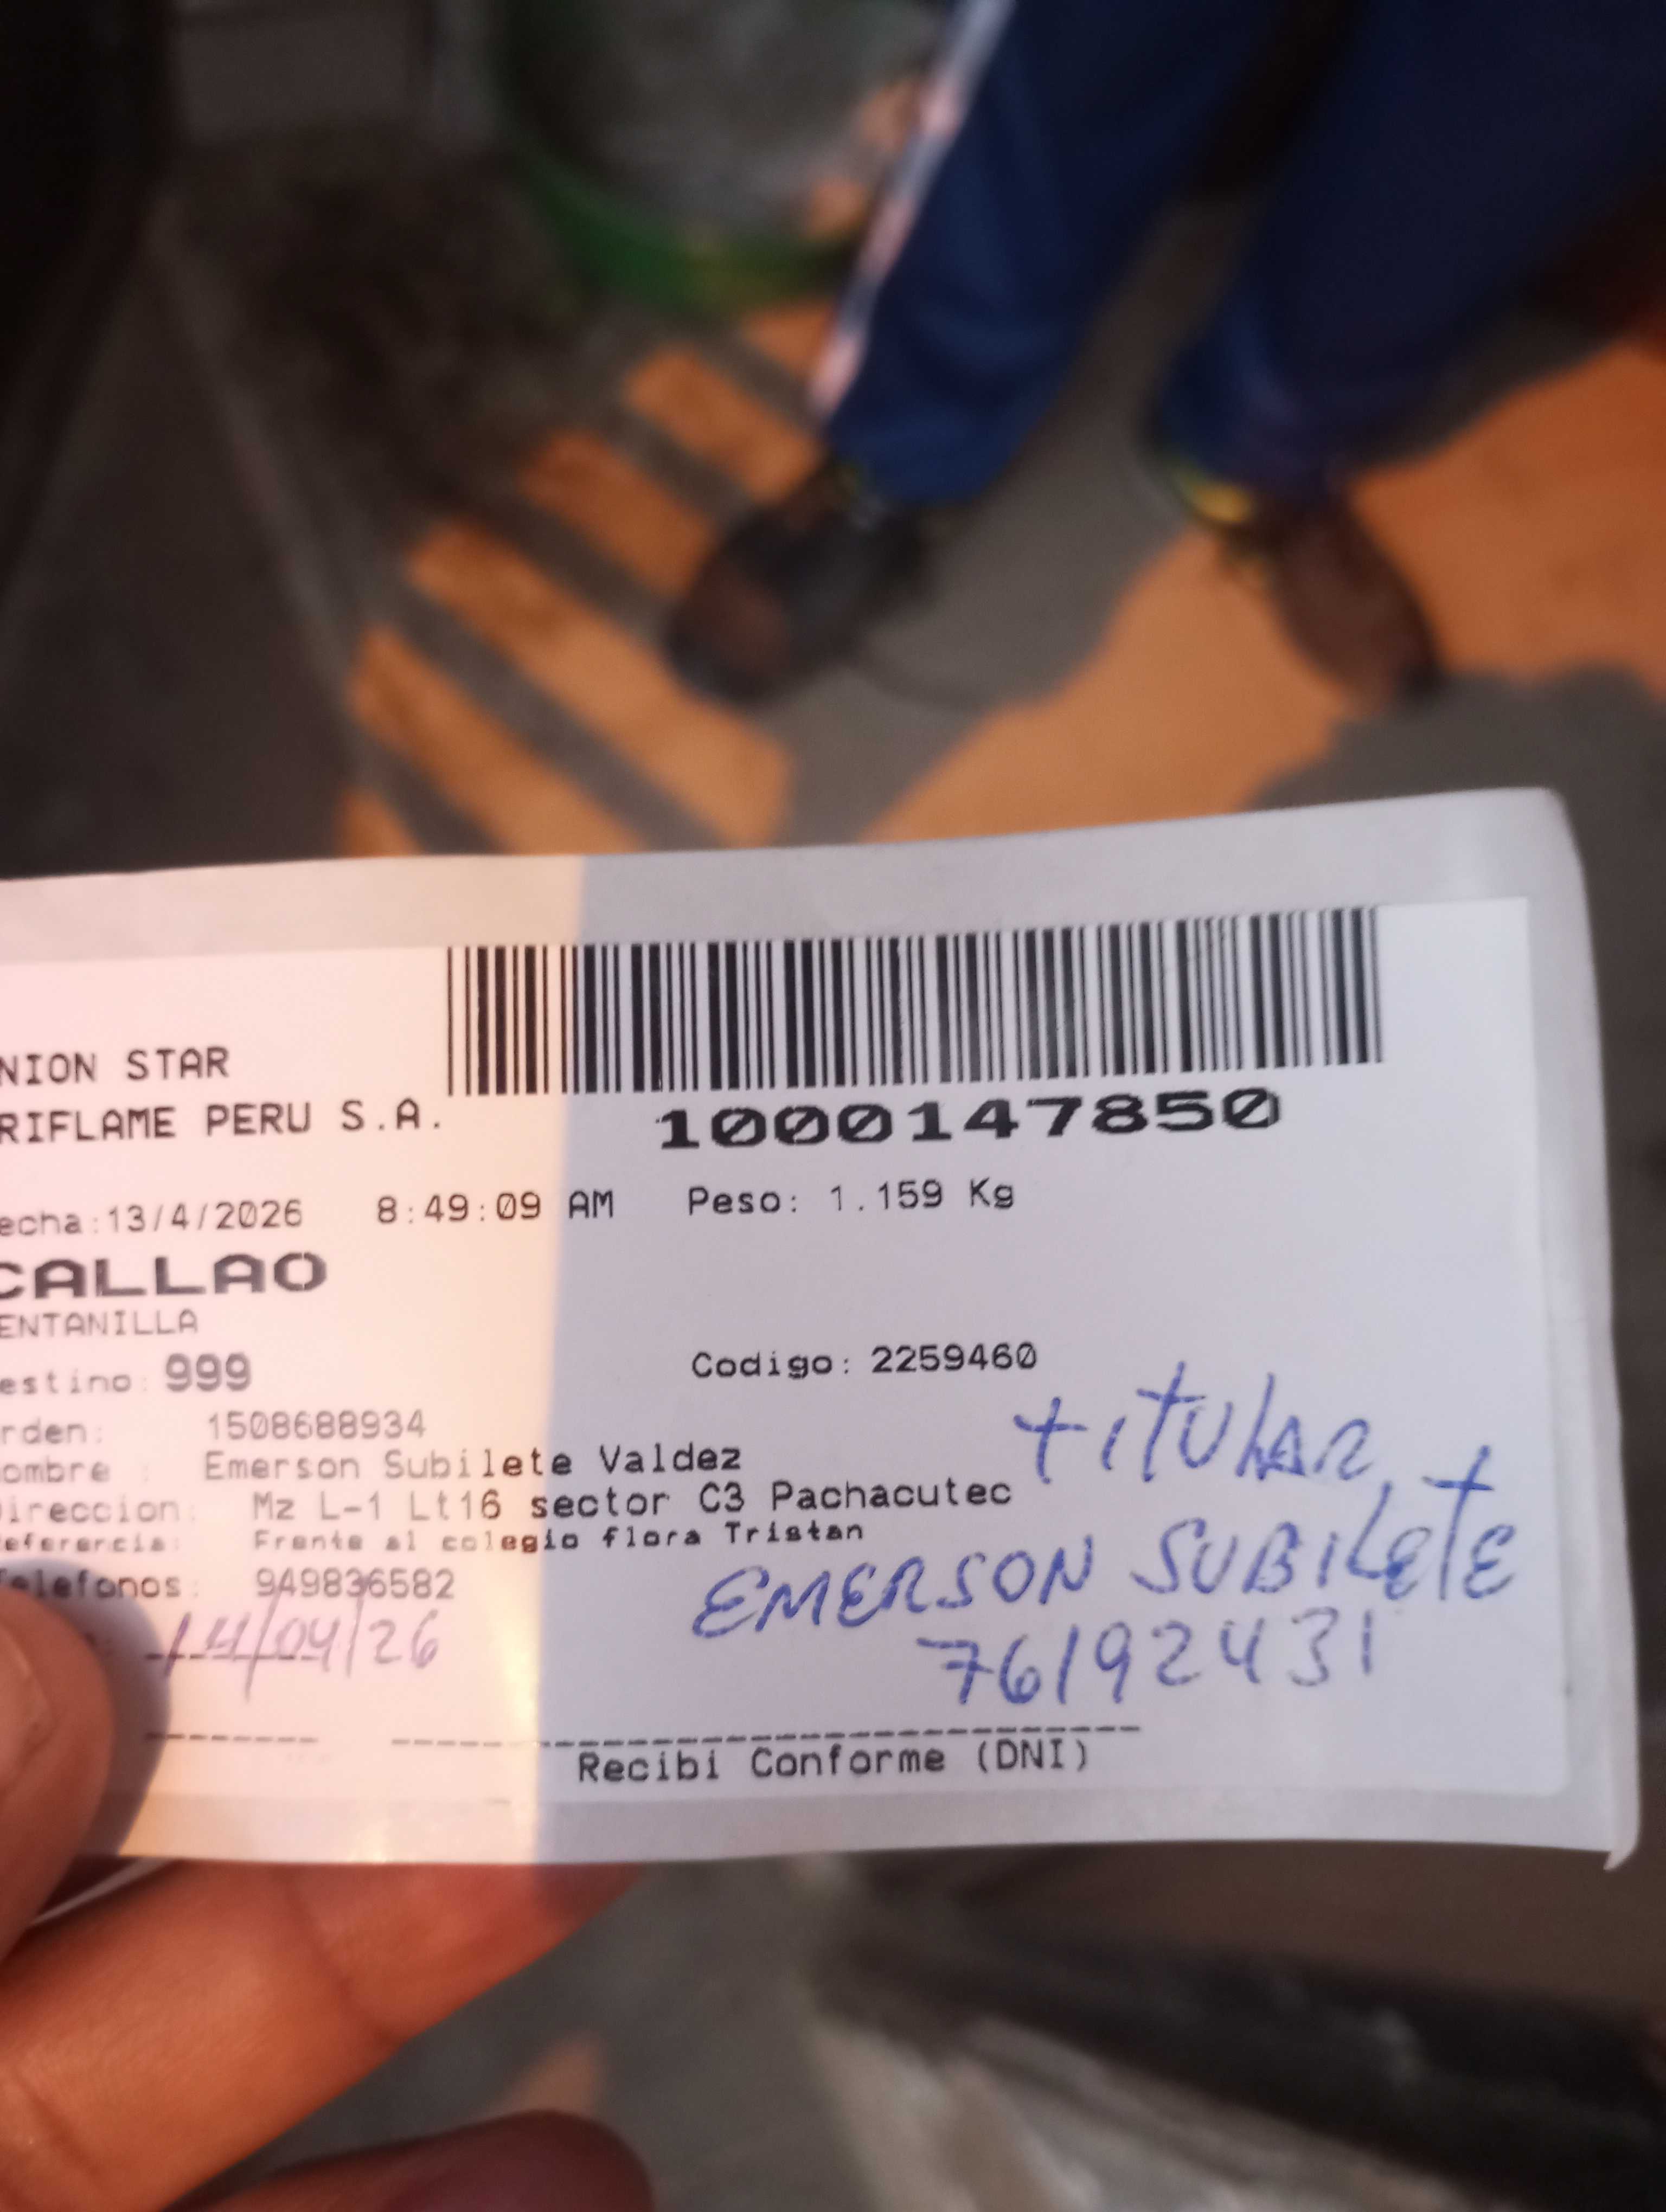 NION STAR
RIFLAME PERU S.A.
1000147850
echa:13/4/2026 8:49:09 AM Peso: 1.159 Kg
CALLAO
ENTANILLA
estino: 999 Codigo: 2259460
rden: 1508688934
ombre : Emerson Subilete Valdez
Direccion: Mz L-1 Lt16 sector C3 Pachacutec
eferencia: Frente al colegio flora Tristan
Telefonos: 949836582
TITULAR
EMERSON SUBILETE
76192431
14/04/26
Recibi Conforme (DNI)